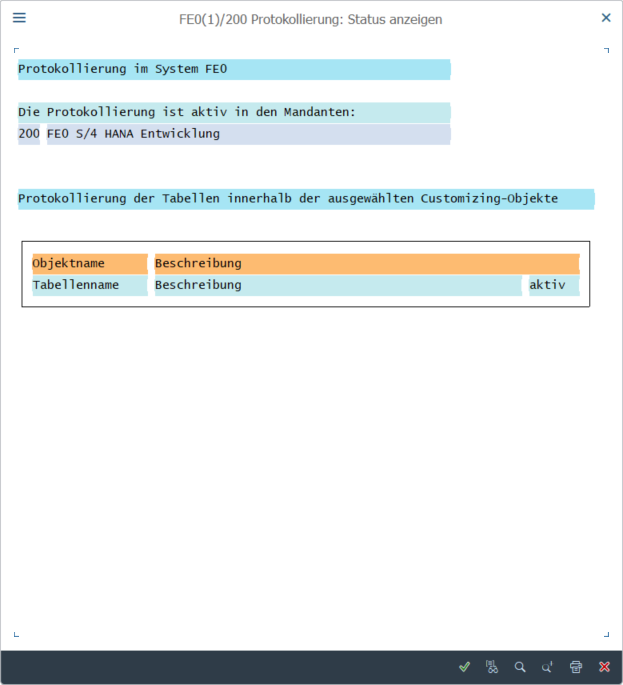 FE0(1)/200 Protokollierung: Status anzeigen
Protokollierung im System FE0
Die Protokollierung ist aktiv in den Mandanten:
200 FE0 S/4 HANA Entwicklung
Protokollierung der Tabellen innerhalb der ausgewählten Customizing-Objekte
Objektname Beschreibung
Tabellenname Beschreibung aktiv